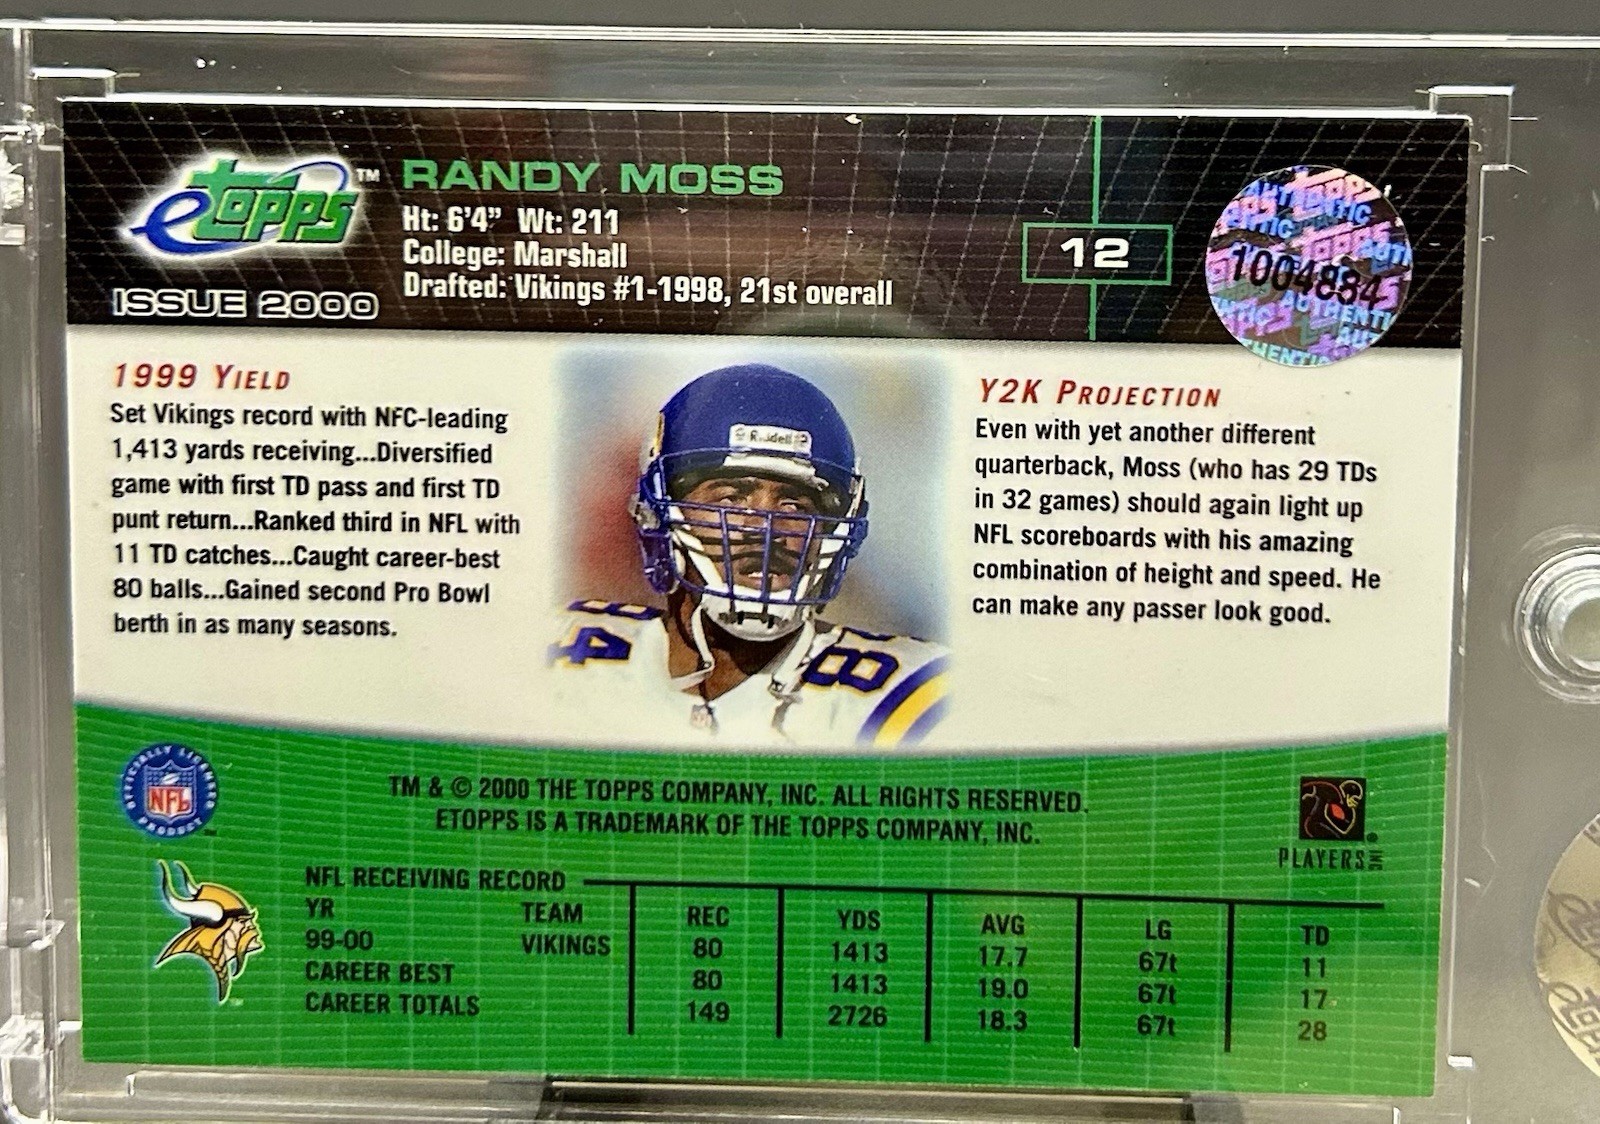 etopps™
ISSUE 2000
RANDY MOSS
Ht: 6'4” Wt: 211
College: Marshall
Drafted: Vikings #1-1998, 21st overall
12
1004884
1999 YIELD
Set Vikings record with NFC-leading
1,413 yards receiving...Diversified
game with first TD pass and first TD
punt return...Ranked third in NFL with
11 TD catches...Caught career-best
80 balls...Gained second Pro Bowl
berth in as many seasons.
Riddell
84
8
Y2K PROJECTION
Even with yet another different
quarterback, Moss (who has 29 TDs
in 32 games) should again light up
NFL scoreboards with his amazing
combination of height and speed. He
can make any passer look good.
OFFICIALLY LICENSED
NFL
PRODUCT
TM & © 2000 THE TOPPS COMPANY, INC. ALL RIGHTS RESERVED.
ETOPPS IS A TRADEMARK OF THE TOPPS COMPANY, INC.
PLAYERS INC
NFL RECEIVING RECORD
YR TEAM REC YDS AVG LG TD
99-00 VIKINGS 80 1413 17.7 67t 11
CAREER BEST 80 1413 19.0 67t 17
CAREER TOTALS 149 2726 18.3 67t 28